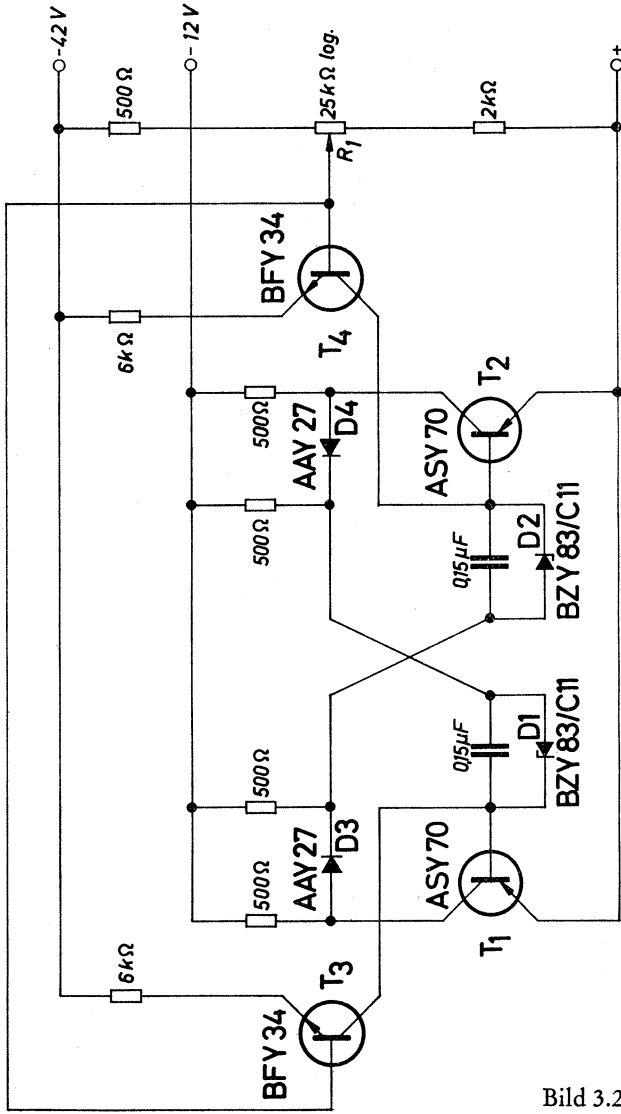 -42 V
-12 V
+
500 Ω
25 kΩ log.
R1
2 kΩ
BFY 34
T4
6 kΩ
500 Ω
AAY 27
D4
500 Ω
ASY 70
T2
0,15 µF
D2
BZY 83/C11
500 Ω
AAY 27
D3
500 Ω
0,15 µF
D1
BZY 83/C11
ASY 70
T1
6 kΩ
BFY 34
T3
Bild 3.2